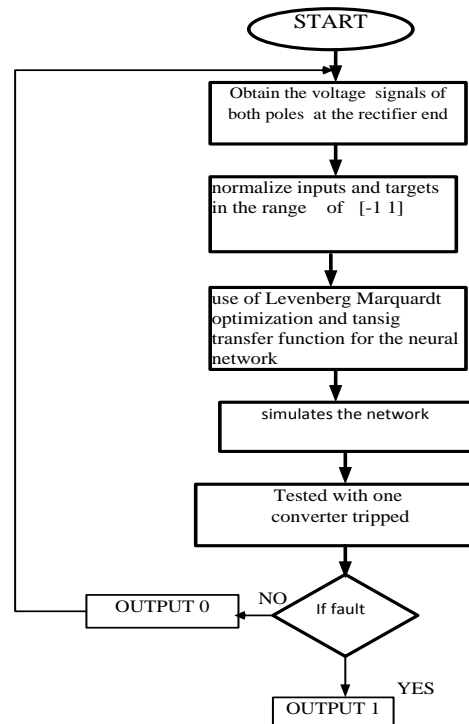 START
Obtain the voltage signals of
both poles at the rectifier end
normalize inputs and targets
in the range of [-1 1]
use of Levenberg Marquardt
optimization and tansig
transfer function for the neural
network
simulates the network
Tested with one
converter tripped
If fault
NO
OUTPUT 0
YES
OUTPUT 1